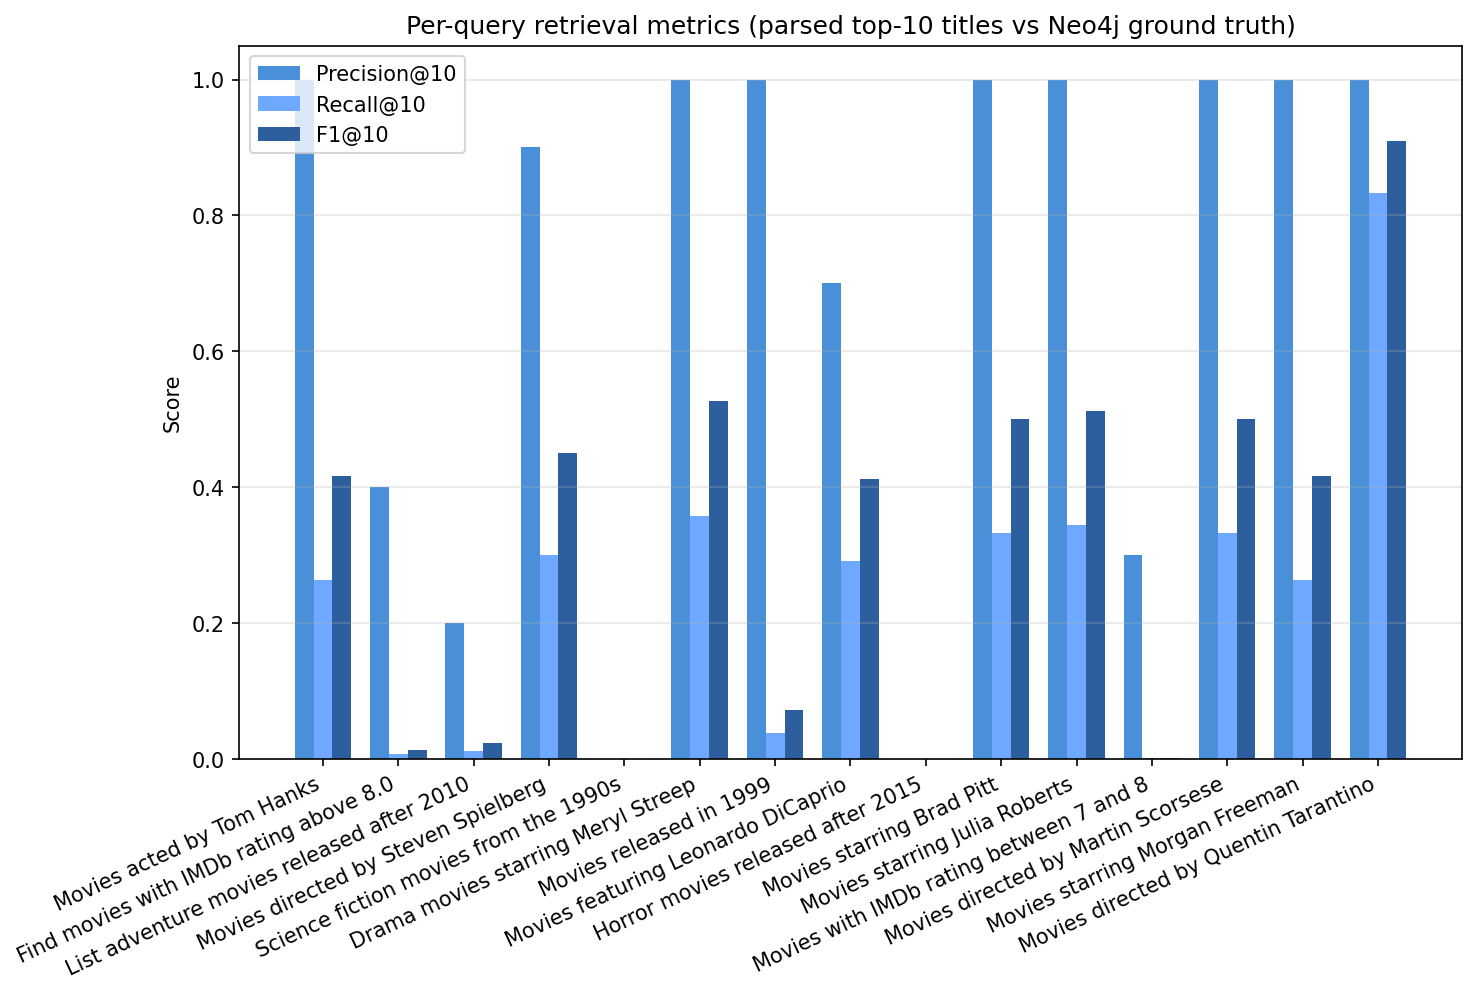 Per-query retrieval metrics (parsed top-10 titles vs Neo4j ground truth)
Precision@10
Recall@10
F1@10
Score
1.0
0.8
0.6
0.4
0.2
0.0
Movies acted by Tom Hanks
Find movies with IMDb rating above 8.0
List adventure movies released after 2010
Movies directed by Steven Spielberg
Science fiction movies from the 1990s
Drama movies starring Meryl Streep
Movies released in 1999
Movies featuring Leonardo DiCaprio
Horror movies released after 2015
Movies starring Brad Pitt
Movies starring Julia Roberts
Movies with IMDb rating between 7 and 8
Movies directed by Martin Scorsese
Movies starring Morgan Freeman
Movies directed by Quentin Tarantino